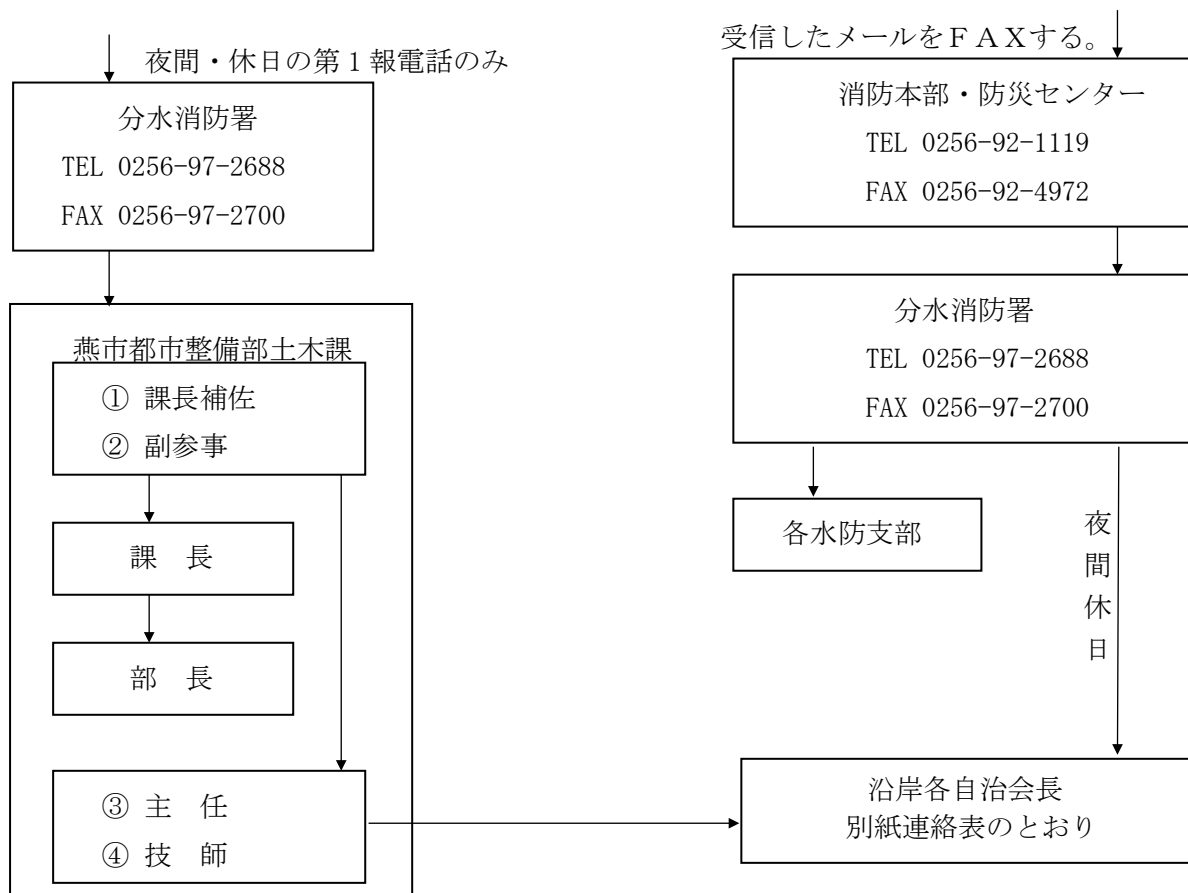 夜間・休日の第1報電話のみ
分水消防署
TEL 0256-97-2688
FAX 0256-97-2700
燕市都市整備部土木課
① 課長補佐
② 副参事
課 長
部 長
③ 主 任
④ 技 師
受信したメールをＦＡＸする。
消防本部・防災センター
TEL 0256-92-1119
FAX 0256-92-4972
分水消防署
TEL 0256-97-2688
FAX 0256-97-2700
各水防支部
夜間休日
沿岸各自治会長
別紙連絡表のとおり